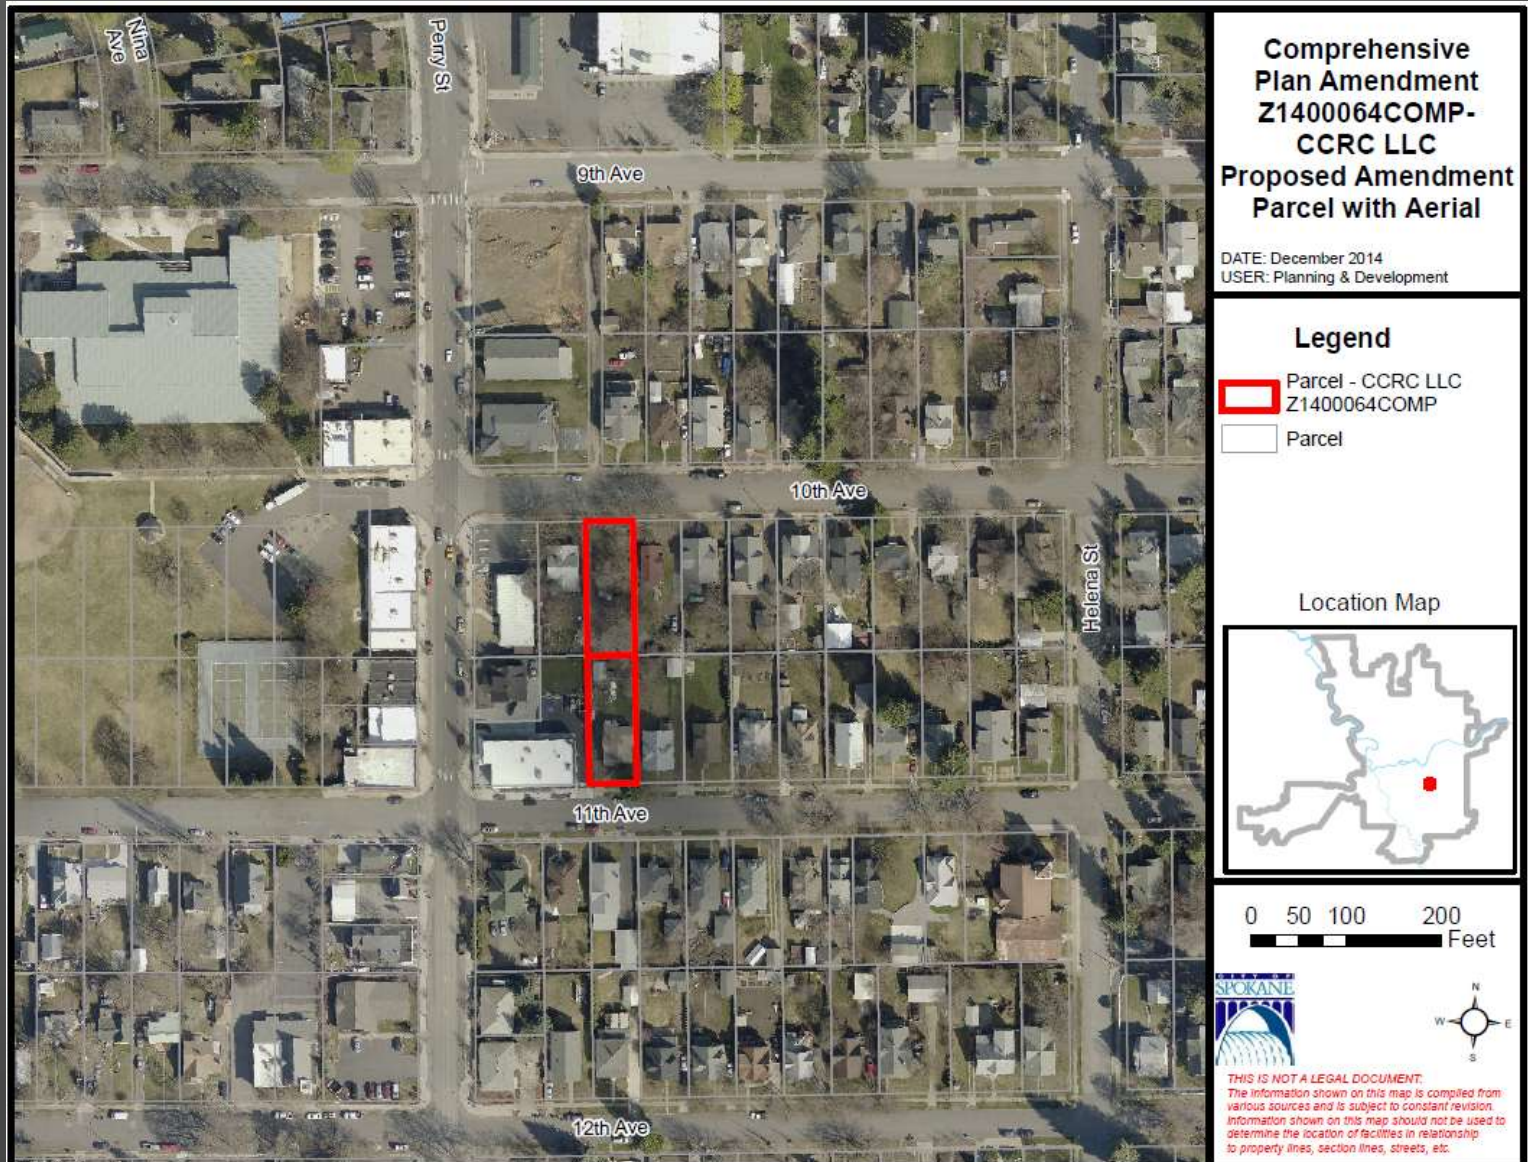 Nina
Ave
Perry St
9th Ave
10th Ave
Helena St
11th Ave
12th Ave
Comprehensive
Plan Amendment
Z1400064COMP-
CCRC LLC
Proposed Amendment
Parcel with Aerial
DATE: December 2014
USER: Planning & Development
Legend
Parcel - CCRC LLC
Z1400064COMP
Parcel
Location Map
0 50 100 200
Feet
CITY OF
SPOKANE
N
W E
S
THIS IS NOT A LEGAL DOCUMENT:
The information shown on this map is compiled from
various sources and is subject to constant revision.
Information shown on this map should not be used to
determine the location of facilities in relationship
to property lines, section lines, streets, etc.